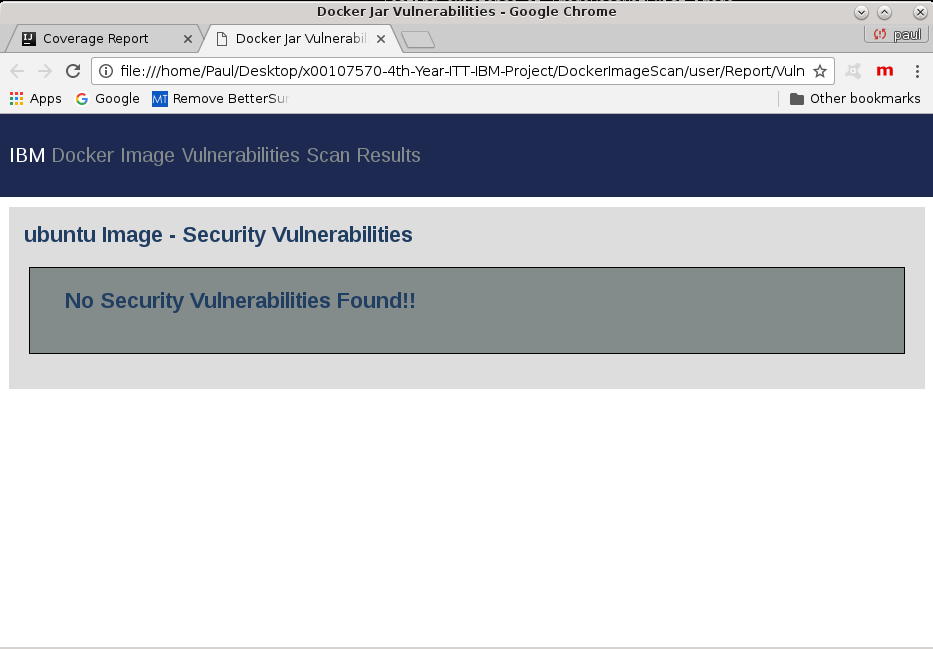 Docker Jar Vulnerabilities - Google Chrome
Coverage Report
Docker Jar Vulnerabil
paul
file:///home/Paul/Desktop/x00107570-4th-Year-ITT-IBM-Project/DockerImageScan/user/Report/Vuln
m
Apps
Google
MT Remove BetterSur
Other bookmarks
IBM Docker Image Vulnerabilities Scan Results
ubuntu Image - Security Vulnerabilities
No Security Vulnerabilities Found!!